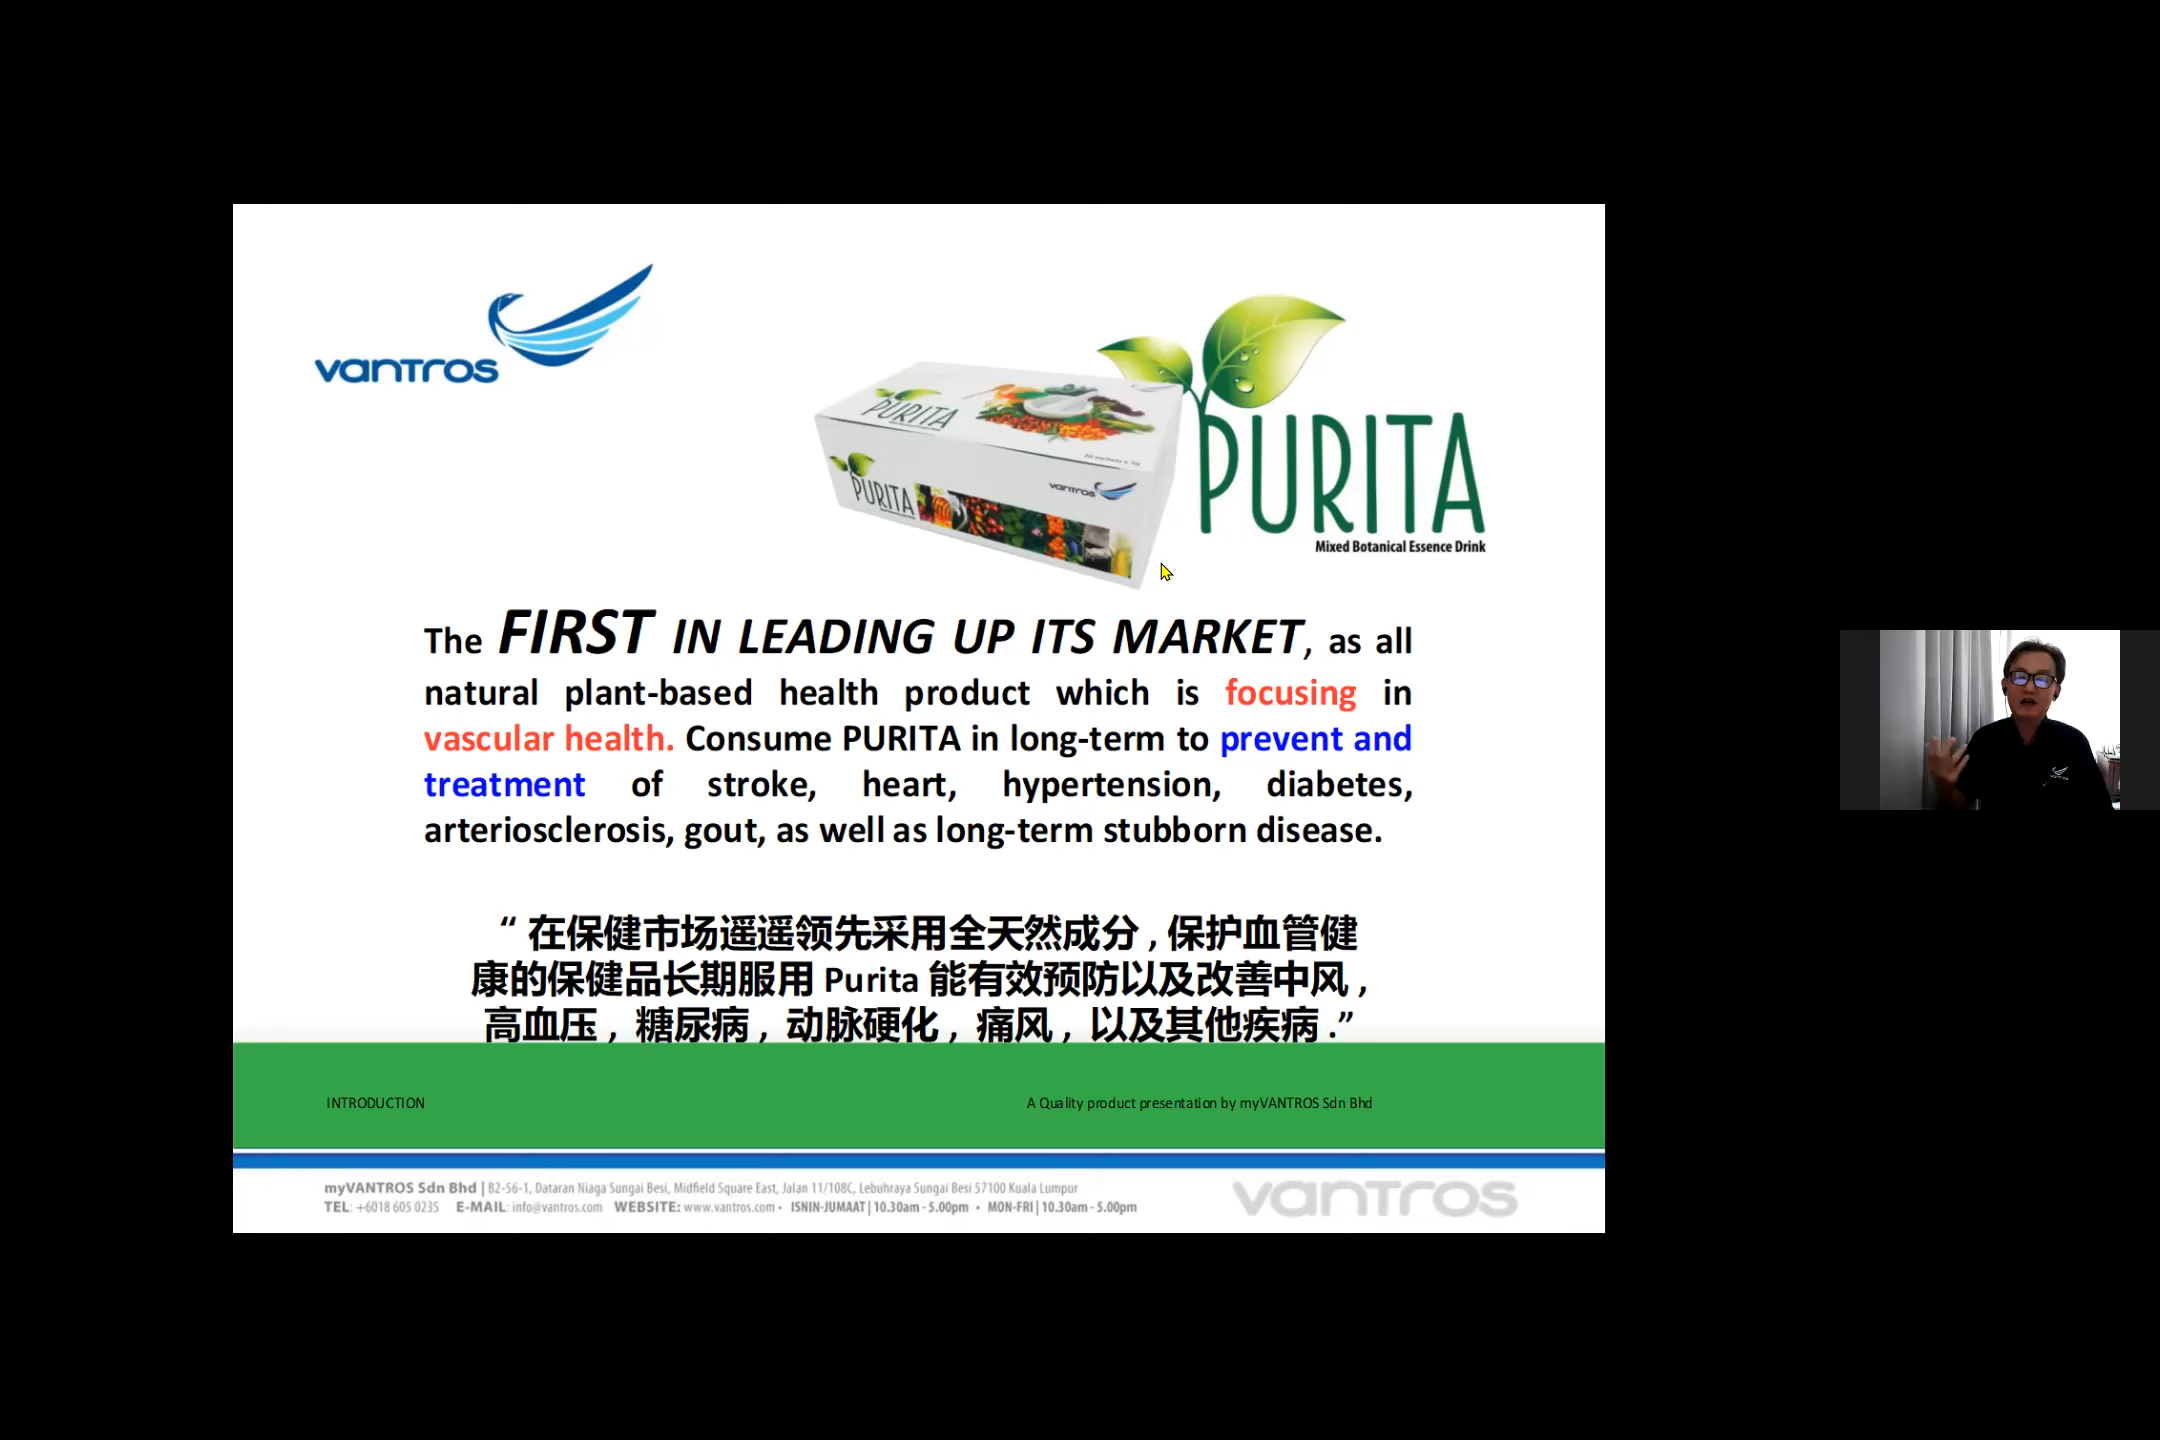 vantros
PURITA
20 sachets x 5g
PURITA
vantros
PURITA
Mixed Botanical Essence Drink
The FIRST IN LEADING UP ITS MARKET, as all
natural plant-based health product which is focusing in
vascular health. Consume PURITA in long-term to prevent and
treatment of stroke, heart, hypertension, diabetes,
arteriosclerosis, gout, as well as long-term stubborn disease.
“ 在保健市场遥遥领先采用全天然成分 , 保护血管健
康的保健品长期服用 Purita 能有效预防以及改善中风 ,
高血压 , 糖尿病 , 动脉硬化 , 痛风 , 以及其他疾病 .”
INTRODUCTION
A Quality product presentation by myVANTROS Sdn Bhd
myVANTROS Sdn Bhd | B2-56-1, Dataran Niaga Sungai Besi, Midfield Square East, Jalan 11/108C, Lebuhraya Sungai Besi 57100 Kuala Lumpur
TEL: +6018 605 0235 E-MAIL: info@vantros.com WEBSITE: www.vantros.com • ISNIN-JUMAAT | 10.30am - 5.00pm • MON-FRI | 10.30am - 5.00pm
vantros